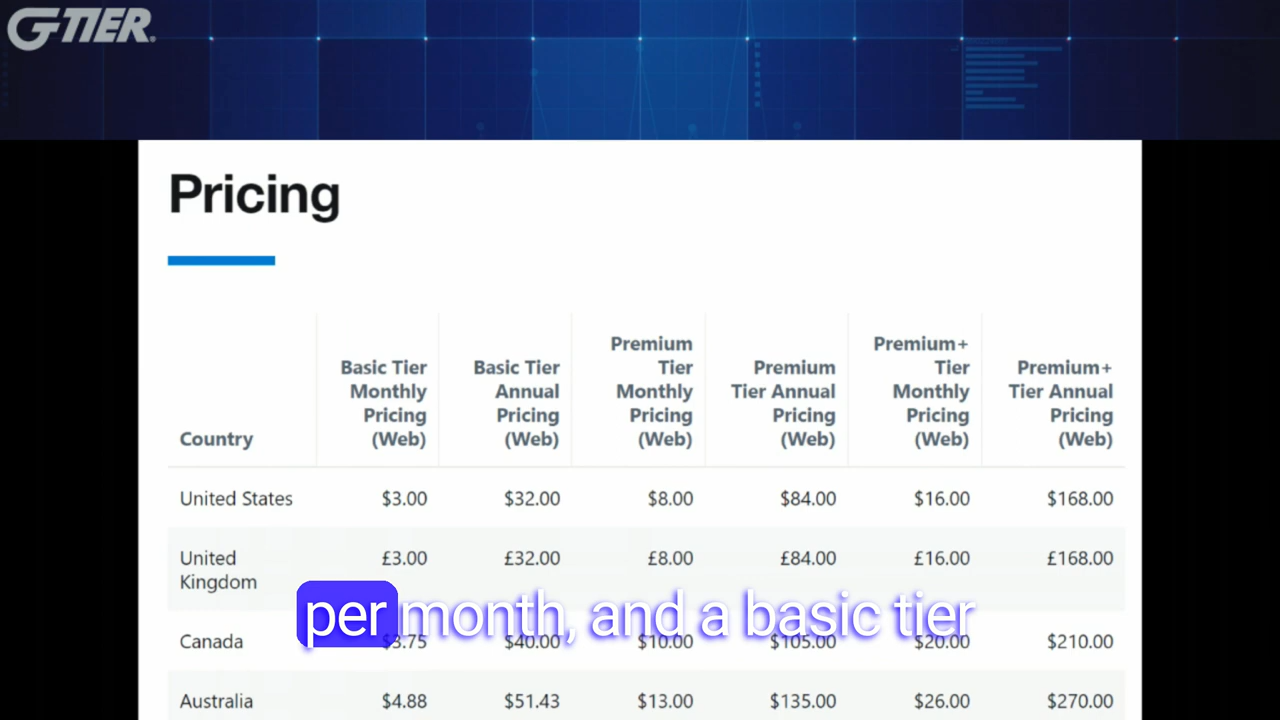 GTIER.
Pricing
Country
Basic Tier Monthly Pricing (Web)
Basic Tier Annual Pricing (Web)
Premium Tier Monthly Pricing (Web)
Premium Tier Annual Pricing (Web)
Premium+ Tier Monthly Pricing (Web)
Premium+ Tier Annual Pricing (Web)
United States $3.00 $32.00 $8.00 $84.00 $16.00 $168.00
United Kingdom £3.00 £32.00 £8.00 £84.00 £16.00 £168.00
per month, and a basic tier
Canada $3.75 $40.00 $10.00 $105.00 $20.00 $210.00
Australia $4.88 $51.43 $13.00 $135.00 $26.00 $270.00